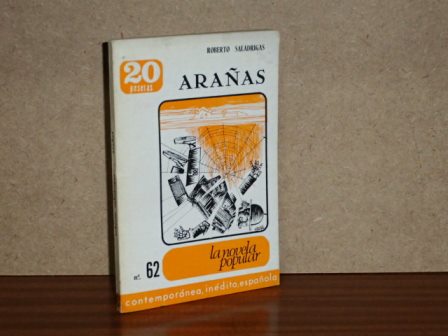 20
pesetas
ROBERTO SALADRIGAS
ARAÑAS
nº. 62
la novela
popular
contemporánea, inédita, española